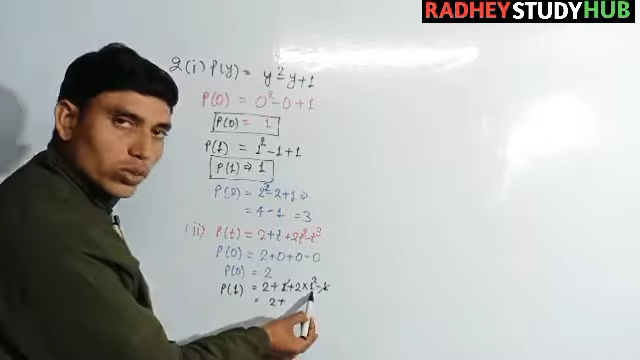 RADHEY STUDY HUB
2(i) P(y) = y² - y + 1
P(0) = 0² - 0 + 1
P(0) = 1
P(1) = 1² - 1 + 1
P(1) ⇒ 1
P(2) = 2² - 2 + 1 ⇒
= 4 - 1 = 3
(ii) P(t) = 2 + t + 2t² - t³
P(0) = 2 + 0 + 0 - 0
P(0) = 2
P(1) = 2 + 1 + 2 × 1² - 1
= 2 +